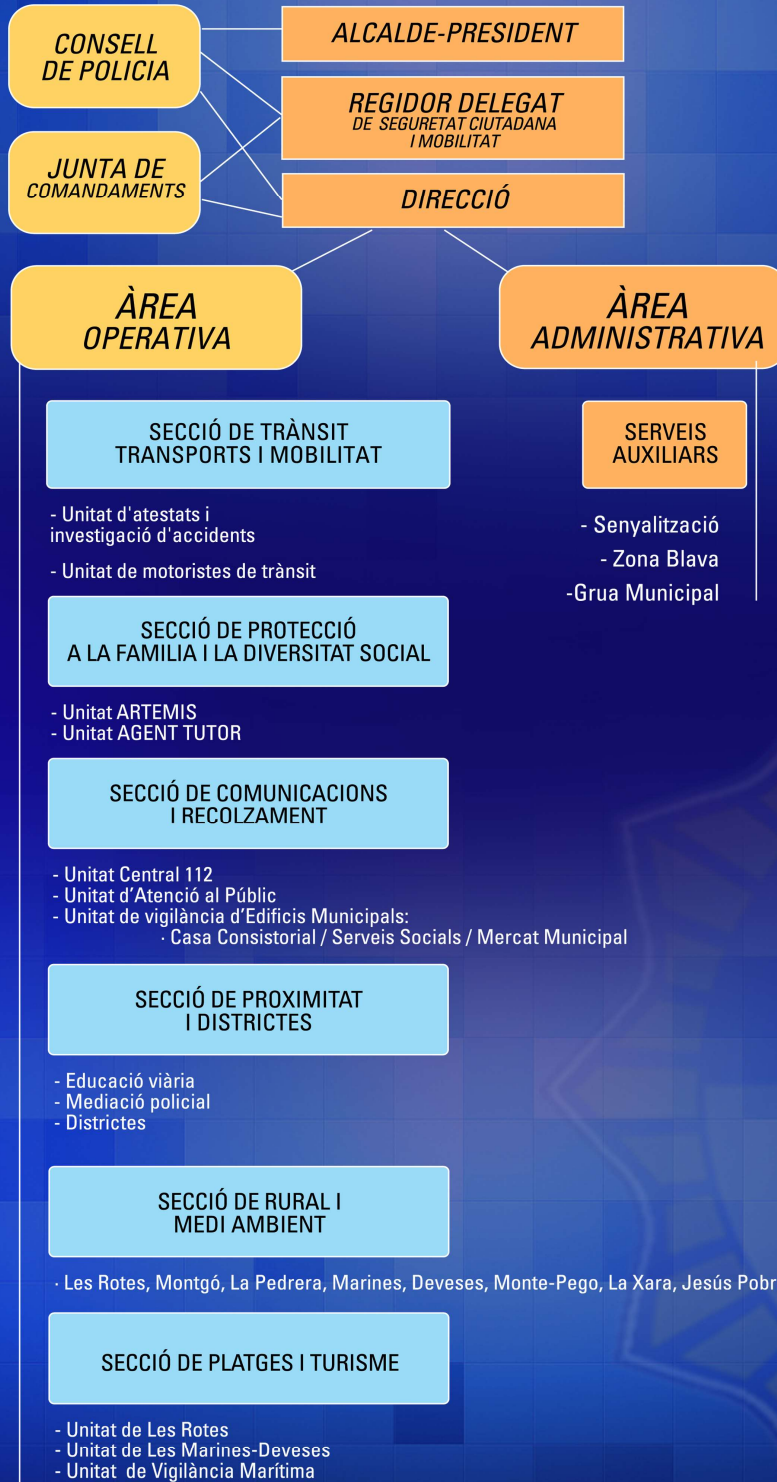 CONSELL
DE POLICIA
ALCALDE-PRESIDENT
REGIDOR DELEGAT
DE SEGURETAT CIUTADANA
I MOBILITAT
JUNTA DE
COMANDAMENTS
DIRECCIÓ
ÀREA
OPERATIVA
ÀREA
ADMINISTRATIVA
SECCIÓ DE TRÀNSIT
TRANSPORTS I MOBILITAT
- Unitat d'atestats i
investigació d'accidents
- Unitat de motoristes de trànsit
SERVEIS
AUXILIARS
- Senyalització
- Zona Blava
-Grua Municipal
SECCIÓ DE PROTECCIÓ
A LA FAMILIA I LA DIVERSITAT SOCIAL
- Unitat ARTEMIS
- Unitat AGENT TUTOR
SECCIÓ DE COMUNICACIONS
I RECOLZAMENT
- Unitat Central 112
- Unitat d’Atenció al Públic
- Unitat de vigilància d’Edificis Municipals:
· Casa Consistorial / Serveis Socials / Mercat Municipal
SECCIÓ DE PROXIMITAT
I DISTRICTES
- Educació viària
- Mediació policial
- Districtes
SECCIÓ DE RURAL I
MEDI AMBIENT
· Les Rotes, Montgó, La Pedrera, Marines, Deveses, Monte-Pego, La Xara, Jesús Pobr
SECCIÓ DE PLATGES I TURISME
- Unitat de Les Rotes
- Unitat de Les Marines-Deveses
- Unitat de Vigilància Marítima